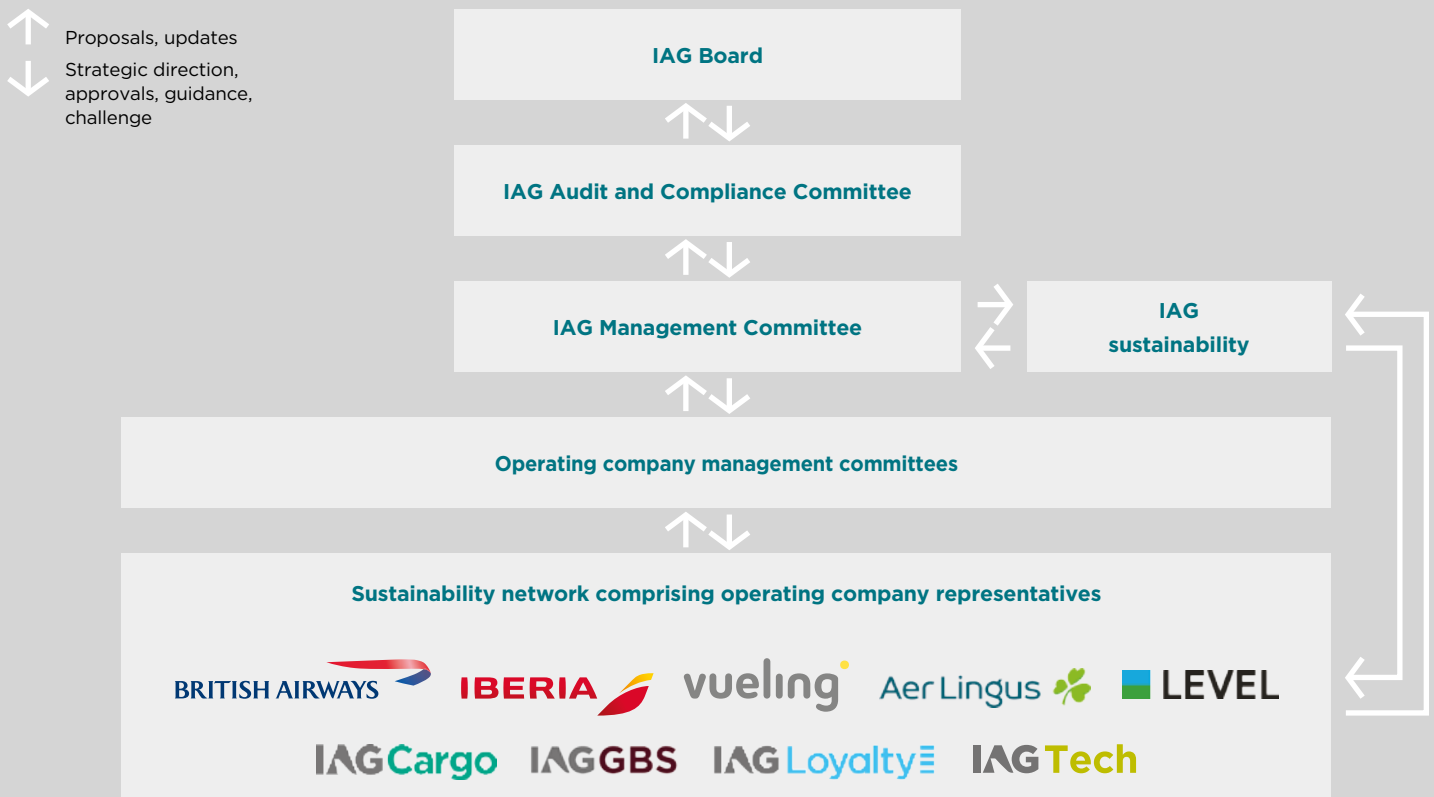 Proposals, updates
Strategic direction,
approvals, guidance,
challenge
IAG Board
IAG Audit and Compliance Committee
IAG Management Committee
IAG
sustainability
Operating company management committees
Sustainability network comprising operating company representatives
BRITISH AIRWAYS IBERIA vueling Aer Lingus LEVEL
IAGCargo IAGGBS IAGLoyalty IAGTech